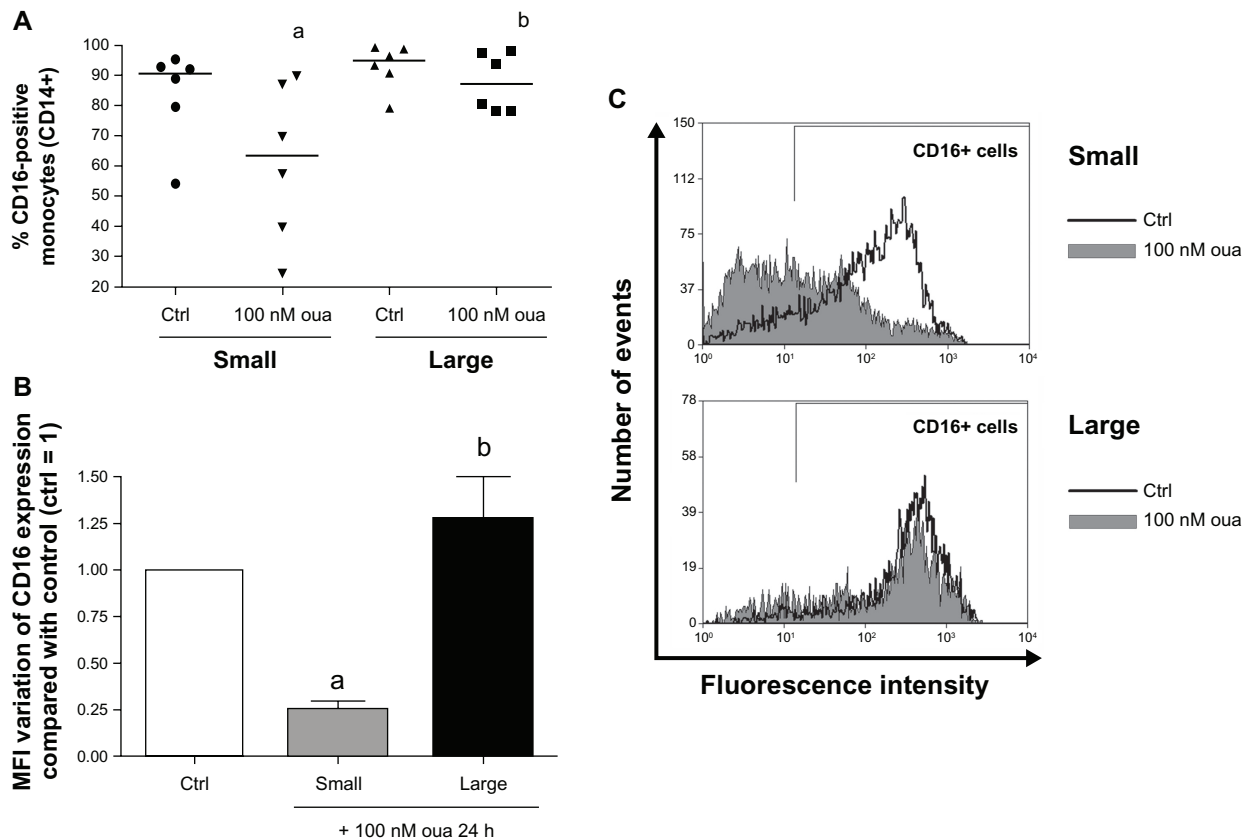 A
% CD16-positive
monocytes (CD14+)
100
90
80
70
60
50
40
30
20
a
b
Ctrl
100 nM oua
Ctrl
100 nM oua
Small
Large
B
MFI variation of CD16 expression
compared with control (ctrl = 1)
1.50
1.25
1.00
0.75
0.50
0.25
0.00
a
b
Ctrl
Small
Large
+ 100 nM oua 24 h
C
Number of events
150
112
75
37
0
CD16+ cells
10⁰
10¹
10²
10³
10⁴
Small
Ctrl
100 nM oua
78
58
39
19
0
CD16+ cells
10⁰
10¹
10²
10³
10⁴
Large
Ctrl
100 nM oua
Fluorescence intensity